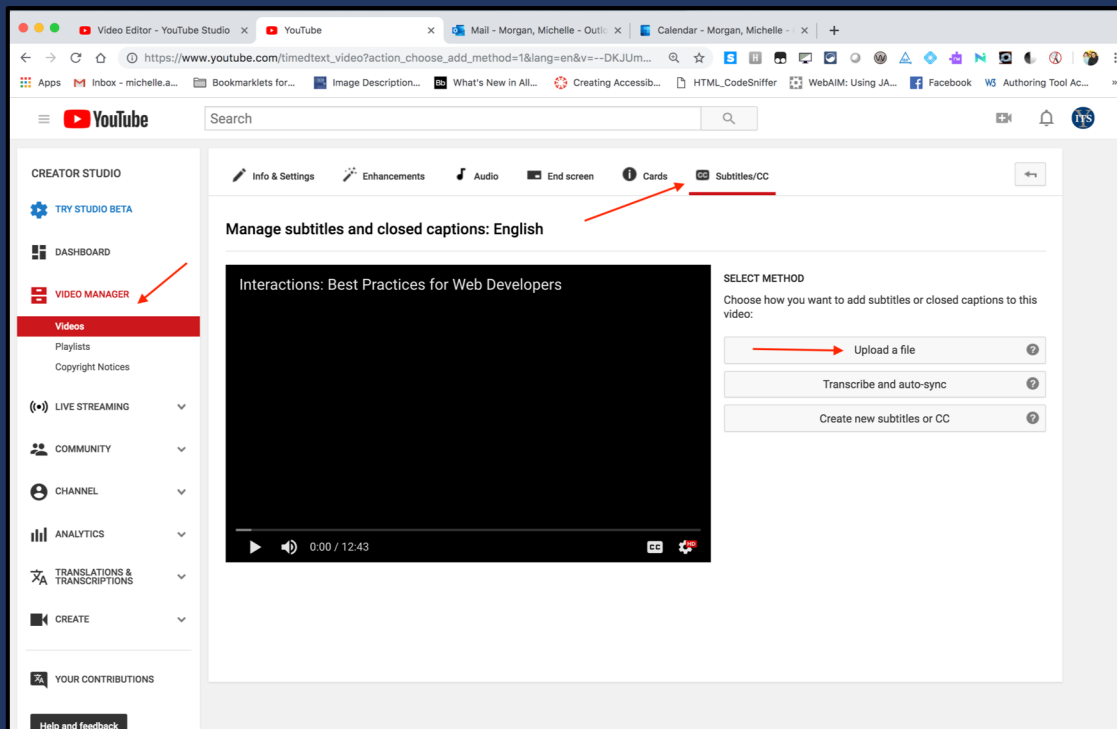 Video Editor - YouTube Studio
YouTube
Mail - Morgan, Michelle - Outlo
Calendar - Morgan, Michelle -
https://www.youtube.com/timedtext_video?action_choose_add_method=1&lang=en&v=--DKJUm...
Apps
Inbox - michelle.a...
Bookmarklets for...
Image Description...
Bb What's New in All...
Creating Accessib...
HTML_CodeSniffer
WebAIM: Using JA...
Facebook
W3 Authoring Tool Ac...
YouTube
Search
ITS
CREATOR STUDIO
TRY STUDIO BETA
DASHBOARD
VIDEO MANAGER
Videos
Playlists
Copyright Notices
LIVE STREAMING
COMMUNITY
CHANNEL
ANALYTICS
TRANSLATIONS &
TRANSCRIPTIONS
CREATE
YOUR CONTRIBUTIONS
Help and feedback
Info & Settings
Enhancements
Audio
End screen
Cards
CC Subtitles/CC
Manage subtitles and closed captions: English
Interactions: Best Practices for Web Developers
0:00 / 12:43
CC
HD
SELECT METHOD
Choose how you want to add subtitles or closed captions to this
video:
Upload a file
Transcribe and auto-sync
Create new subtitles or CC